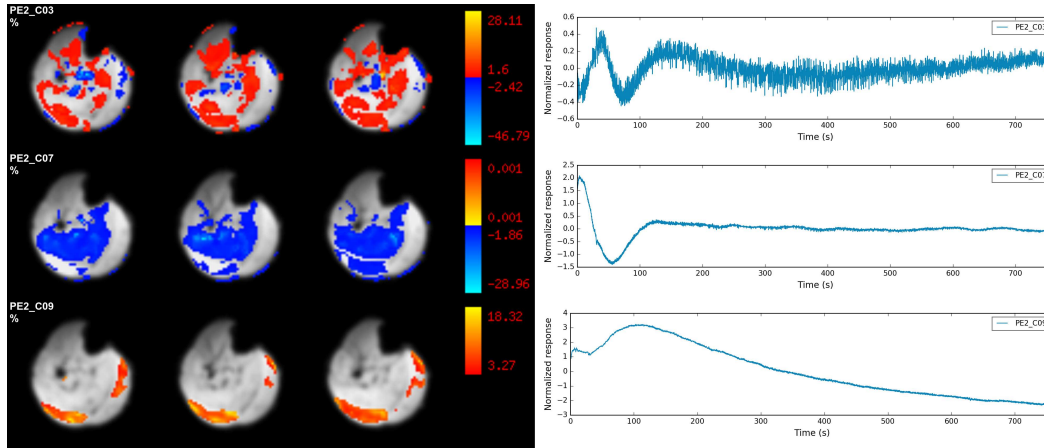 PE2_C03
%
28.11
1.6
-2.42
-46.79
PE2_C07
%
0.001
0.001
-1.86
-28.96
PE2_C09
%
18.32
3.27
Normalized response
0.6
0.4
0.2
0.0
-0.2
-0.4
-0.6
PE2_C03
0 100 200 300 400 500 600 700
Time (s)
Normalized response
2.5
2.0
1.5
1.0
0.5
0.0
-0.5
-1.0
-1.5
0 100 200 300 400 500 600 700
Time (s)
Normalized response
4
3
2
1
0
-1
-2
-3
PE2_C09
0 100 200 300 400 500 600 700
Time (s)